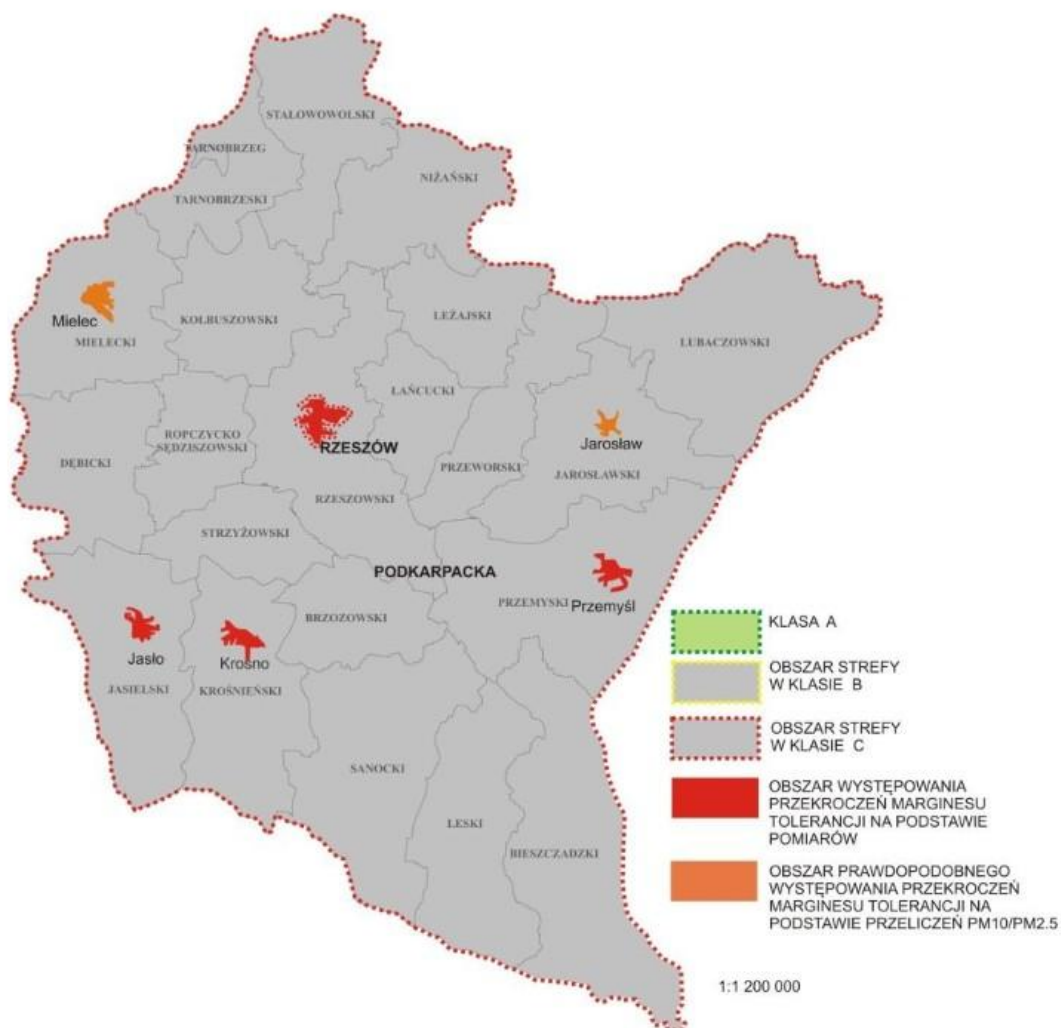 STALOWOWOLSKI
TARNOBRZEG
NIŻAŃSKI
TARNOBRZESKI
Mielec
MIELECKI
KOLBUSZOWSKI
LEŻAJSKI
LUBACZOWSKI
ŁAŃCUCKI
RZESZÓW
ROPCZYCKO
SĘDZISZOWSKI
DĘBICKI
Jarosław
PRZEWORSKI
JAROSŁAWSKI
RZESZOWSKI
STRZYŻOWSKI
PODKARPACKA
PRZEMYSKI
Przemyśl
BRZOZOWSKI
Jasło
Krosno
JASIELSKI
KROŚNIEŃSKI
SANOCKI
LESKI
BIESZCZADZKI
KLASA A
OBSZAR STREFY
W KLASIE B
OBSZAR STREFY
W KLASIE C
OBSZAR WYSTĘPOWANIA
PRZEKROCZEŃ MARGINESU
TOLERANCJI NA PODSTAWIE
POMIARÓW
OBSZAR PRAWDOPODOBNEGO
WYSTĘPOWANIA PRZEKROCZEŃ
MARGINESU TOLERANCJI NA
PODSTAWIE PRZELICZEŃ PM10/PM2.5
1:1 200 000